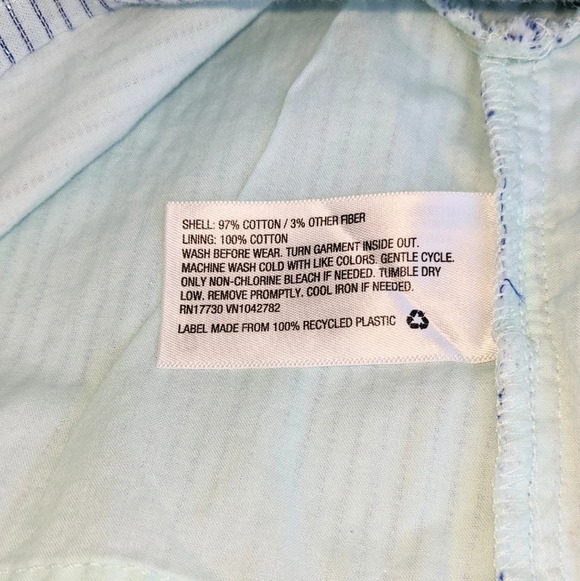 SHELL: 97% COTTON / 3% OTHER FIBER
LINING: 100% COTTON
WASH BEFORE WEAR. TURN GARMENT INSIDE OUT.
MACHINE WASH COLD WITH LIKE COLORS. GENTLE CYCLE.
ONLY NON-CHLORINE BLEACH IF NEEDED. TUMBLE DRY
LOW. REMOVE PROMPTLY. COOL IRON IF NEEDED.
RN17730 VN1042782
LABEL MADE FROM 100% RECYCLED PLASTIC